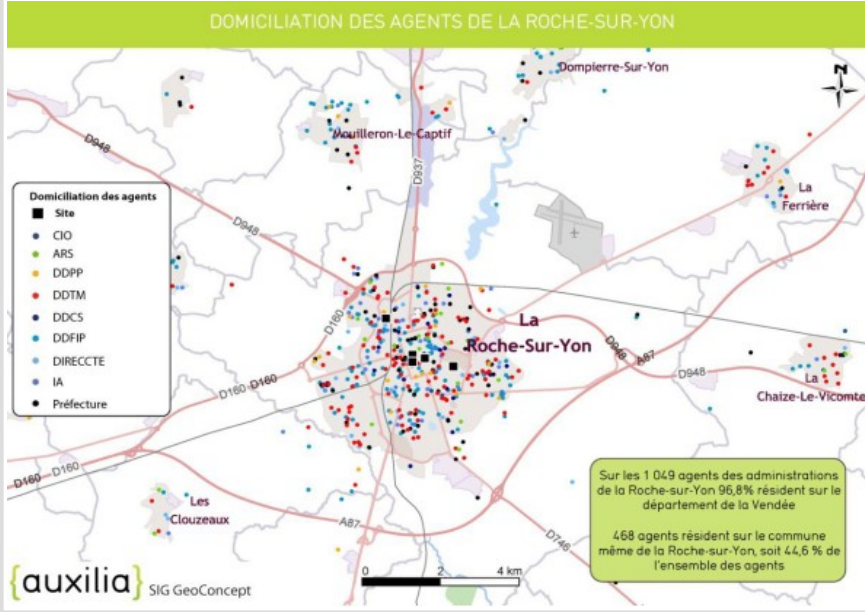 DOMICILIATION DES AGENTS DE LA ROCHE-SUR-YON
Dompierre-Sur-Yon
N
Mouilleron-Le-Captif
D948
D937
La
Ferrière
Domiciliation des agents
Site
CIO
ARS
DDPP
DDTM
DDCS
DDFIP
DIRECCTE
IA
Préfecture
D948
D160
La
Roche-Sur-Yon
D948
A87
D948
La
Chaize-Le-Vicomte
D160 D160
D160
D160
Les
Clouzeaux
A87
D746
Sur les 1 049 agents des administrations
de la Roche-sur-Yon 96,8% résident sur le
département de la Vendée
468 agents résident sur le commune
même de la Roche-sur-Yon, soit 44,6 % de
l'ensemble des agents
0 2 4 km
{auxilia} SIG GeoConcept